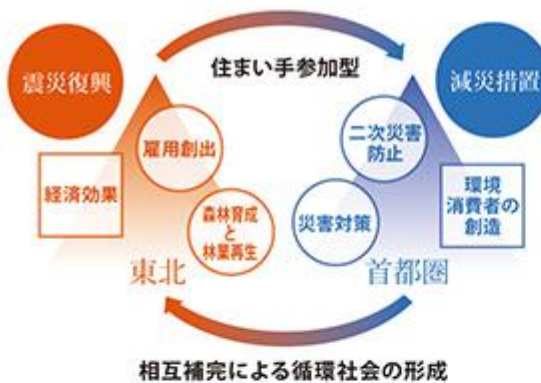 住まい手参加型
震災復興
減災措置
雇用創出
経済効果
森林育成
と
林業再生
東北
二次災害
防止
災害対策
環境
消費者の
創造
首都圏
相互補完による循環社会の形成